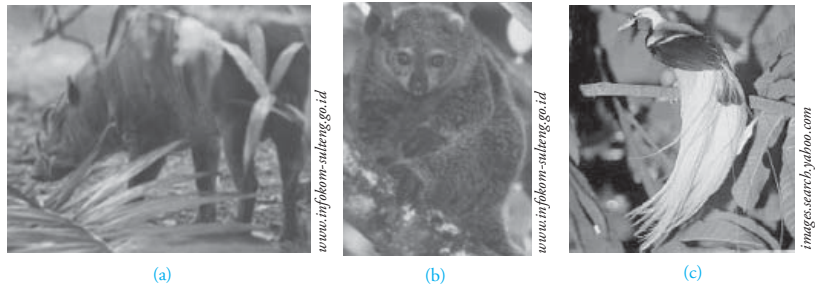 www.infokom-sulteng.go.id
www.infokom-sulteng.go.id
images.search.yahoo.com
(a)
(b)
(c)